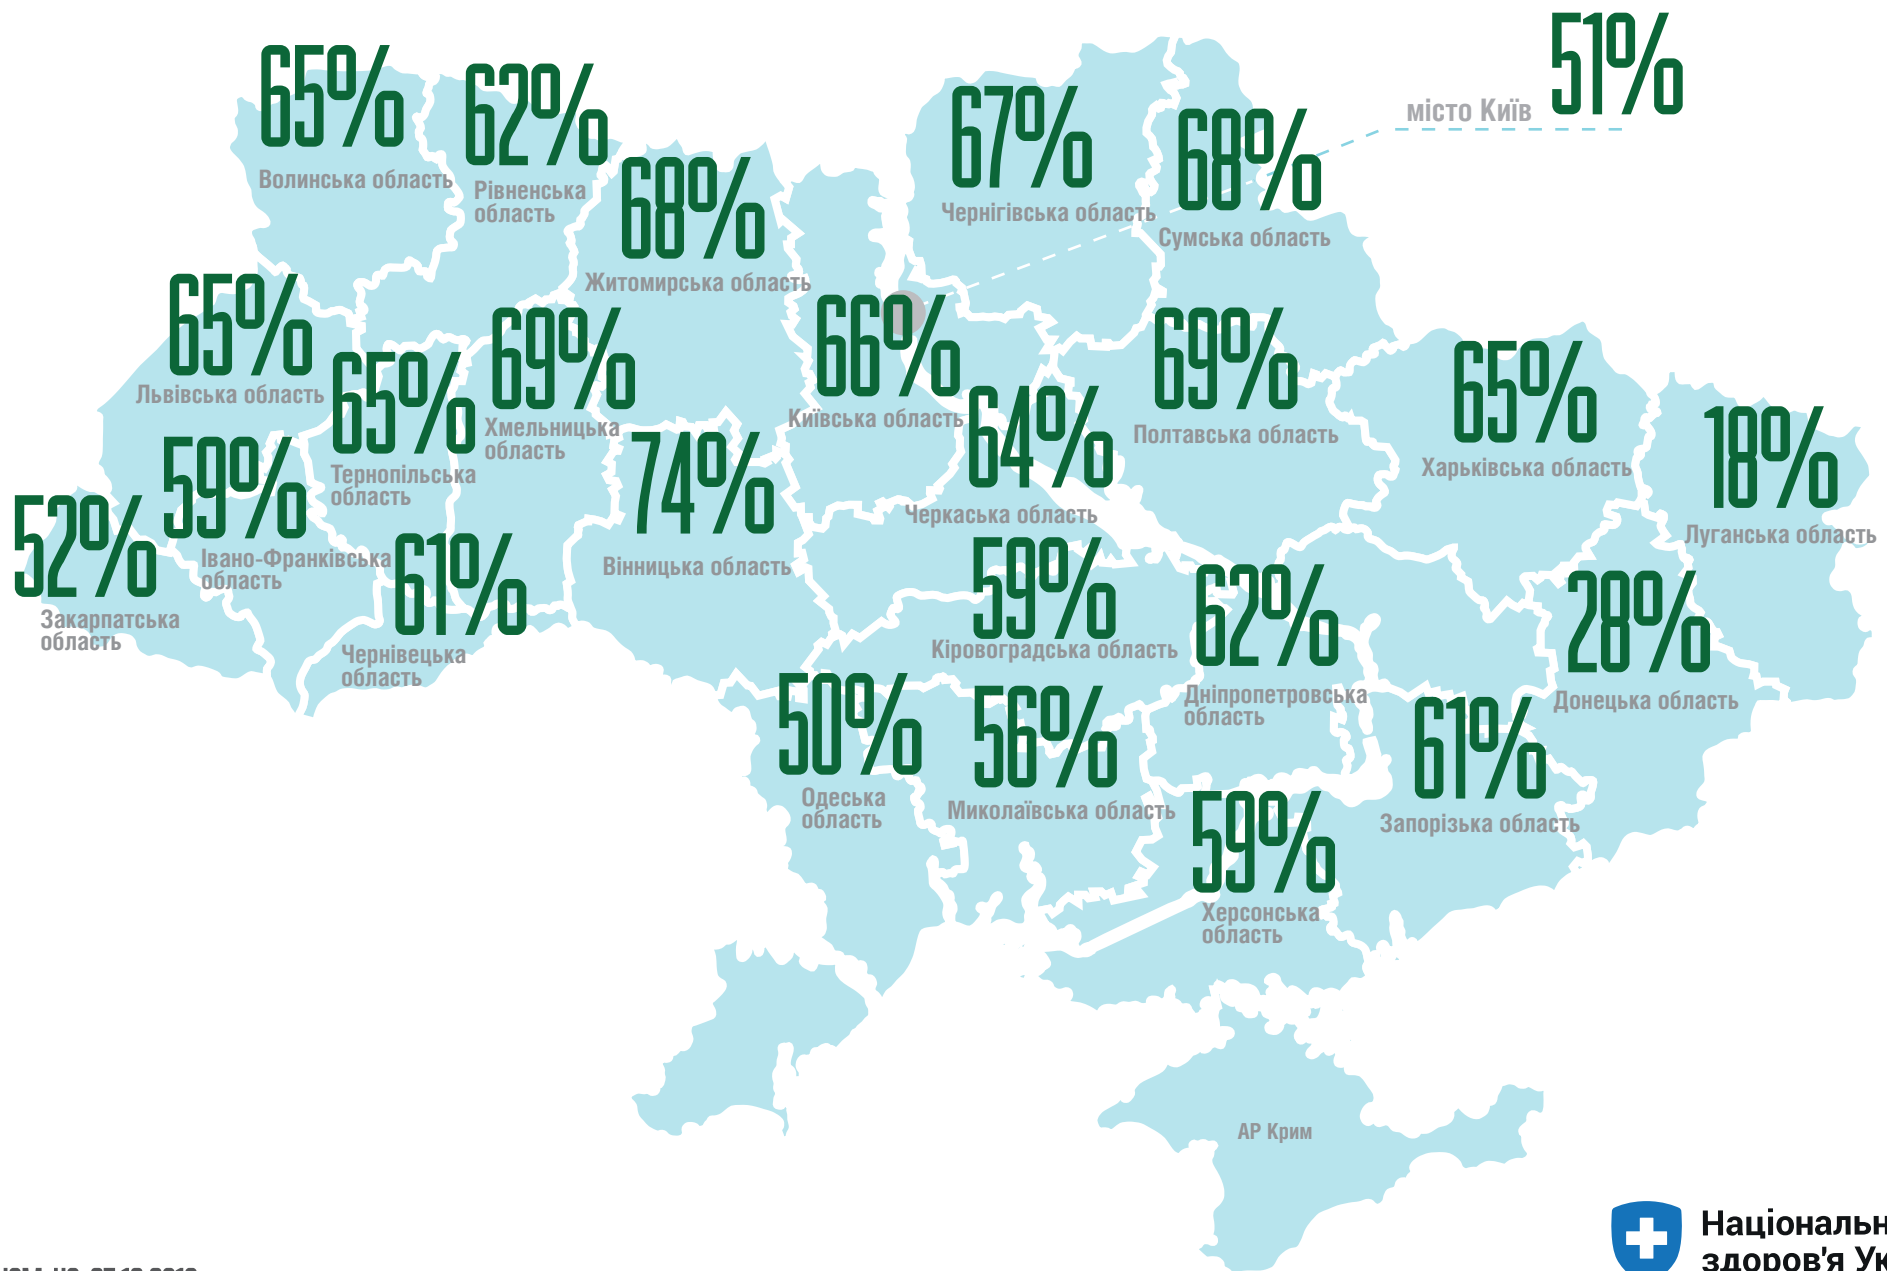 51%
місто Київ
65%
Волинська область
62%
Рівненська
область
68%
Житомирська область
67%
Чернігівська область
68%
Сумська область
65%
Львівська область
65%
Тернопільська
область
69%
Хмельницька
область
66%
Київська область
64%
Черкаська область
69%
Полтавська область
65%
Харьківська область
18%
Луганська область
52%
Закарпатська
область
59%
Івано-Франківська
область
61%
Чернівецька
область
74%
Вінницька область
59%
Кіровоградська область
62%
Дніпропетровська
область
28%
Донецька область
50%
Одеська
область
56%
Миколаївська область
59%
Херсонська
область
61%
Запорізька область
АР Крим
Національн
здоров'я Ук